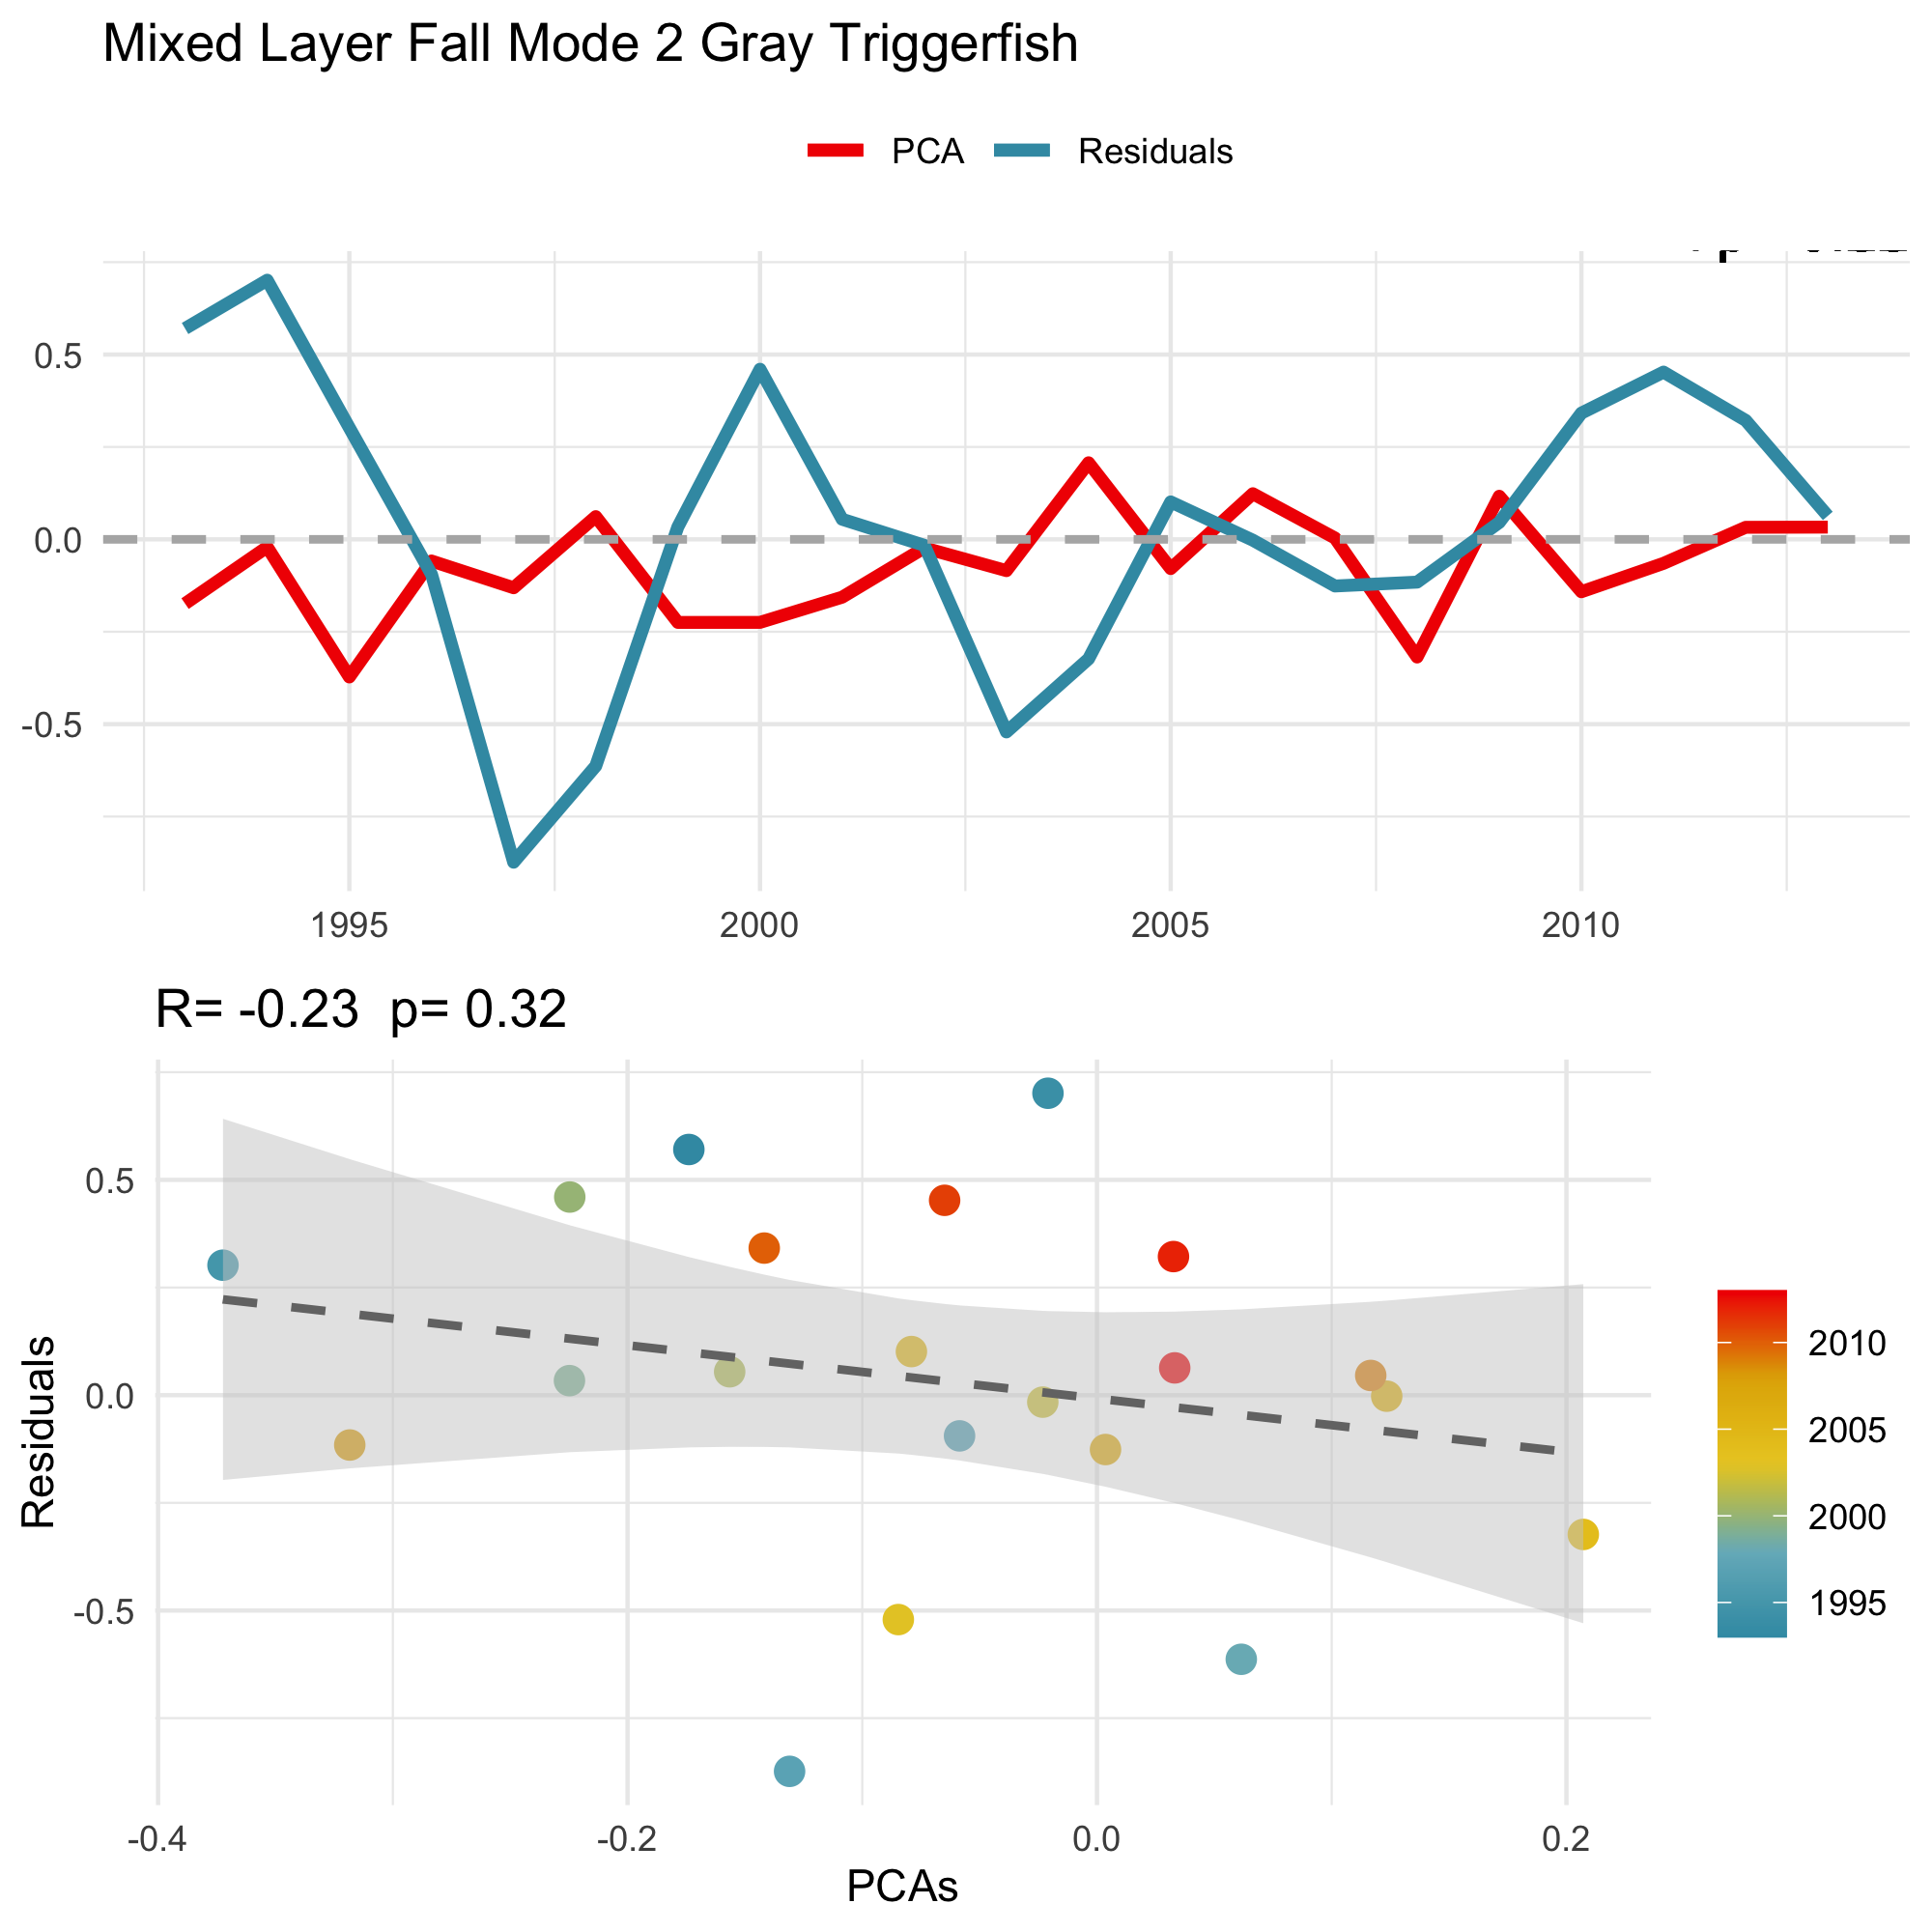 Mixed Layer Fall Mode 2 Gray Triggerfish
PCA Residuals
0.5
0.0
-0.5
1995 2000 2005 2010
R= -0.23 p= 0.32
Residuals
0.5
0.0
-0.5
-0.4 -0.2 0.0 0.2
PCAs
2010
2005
2000
1995